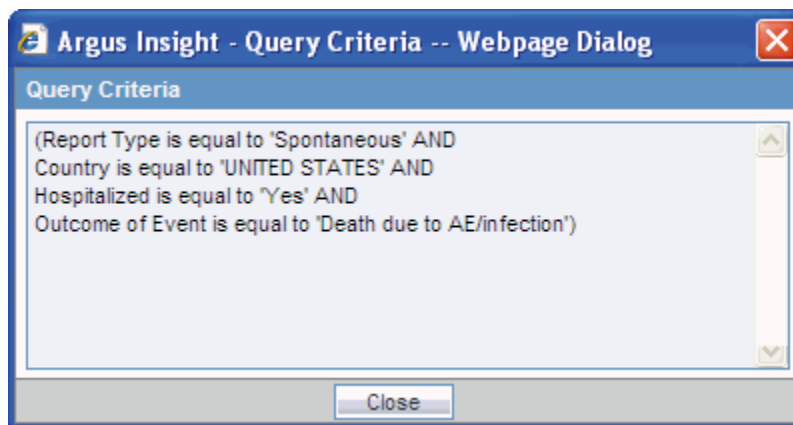 Argus Insight - Query Criteria -- Webpage Dialog
Query Criteria
(Report Type is equal to 'Spontaneous' AND
Country is equal to 'UNITED STATES' AND
Hospitalized is equal to 'Yes' AND
Outcome of Event is equal to 'Death due to AE/infection')
Close